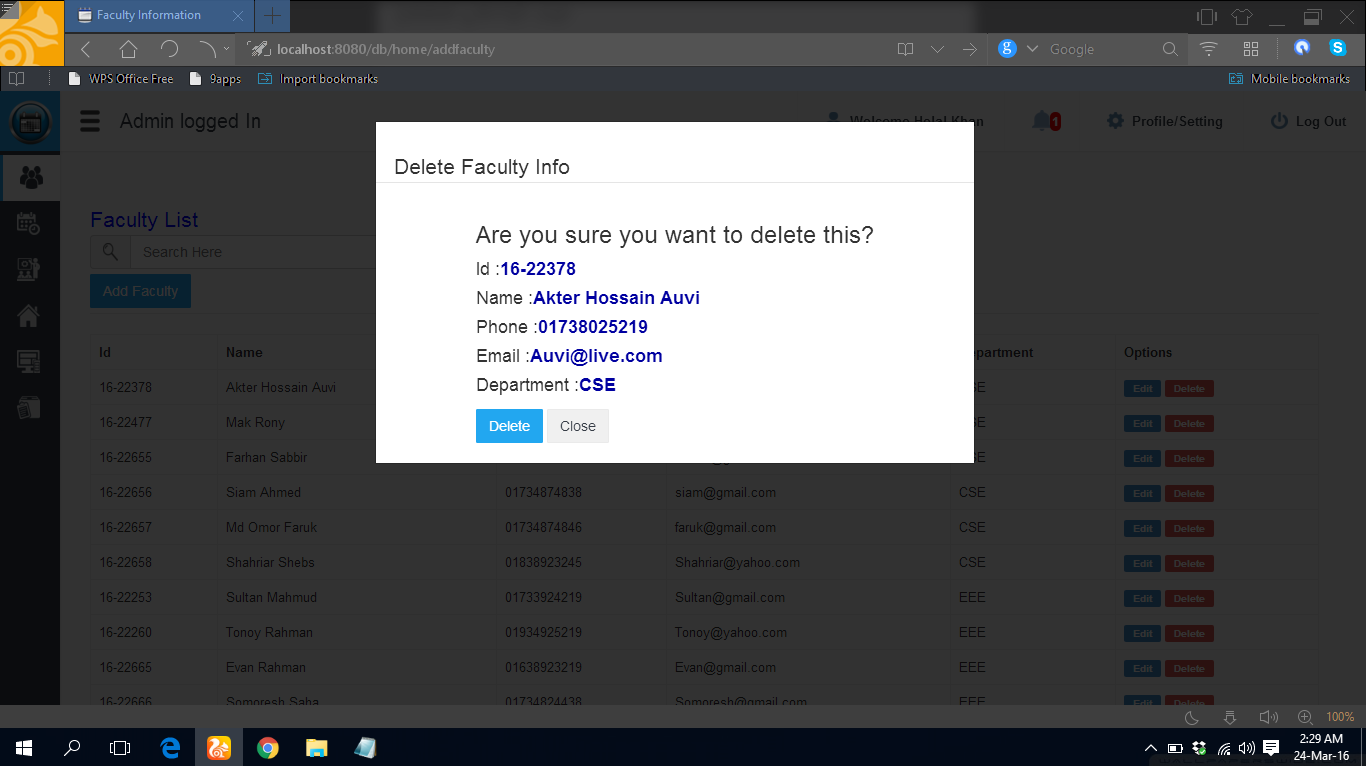 Faculty Information
localhost:8080/db/home/addfaculty
g Google
S
WPS Office Free 9apps Import bookmarks Mobile bookmarks
Admin logged In Welcome Helal Khan 1 Profile/Setting Log Out
Delete Faculty Info
Faculty List
Search Here
Add Faculty
Are you sure you want to delete this?
Id :16-22378
Name :Akter Hossain Auvi
Phone :01738025219
Email :Auvi@live.com
Department :CSE
Delete Close
Id Name partment Options
16-22378 Akter Hossain Auvi SE Edit Delete
16-22477 Mak Rony SE Edit Delete
16-22655 Farhan Sabbir SE Edit Delete
16-22656 Siam Ahmed 01734874838 siam@gmail.com CSE Edit Delete
16-22657 Md Omor Faruk 01734874846 faruk@gmail.com CSE Edit Delete
16-22658 Shahriar Shebs 01838923245 Shahriar@yahoo.com CSE Edit Delete
16-22253 Sultan Mahmud 01733924219 Sultan@gmail.com EEE Edit Delete
16-22260 Tonoy Rahman 01934925219 Tonoy@yahoo.com EEE Edit Delete
16-22665 Evan Rahman 01638923219 Evan@gmail.com EEE Edit Delete
16-22666 Somoresh Saha 01734824438 Somoresh@gmail.com EEE Edit Delete
100%
2:29 AM
24-Mar-16